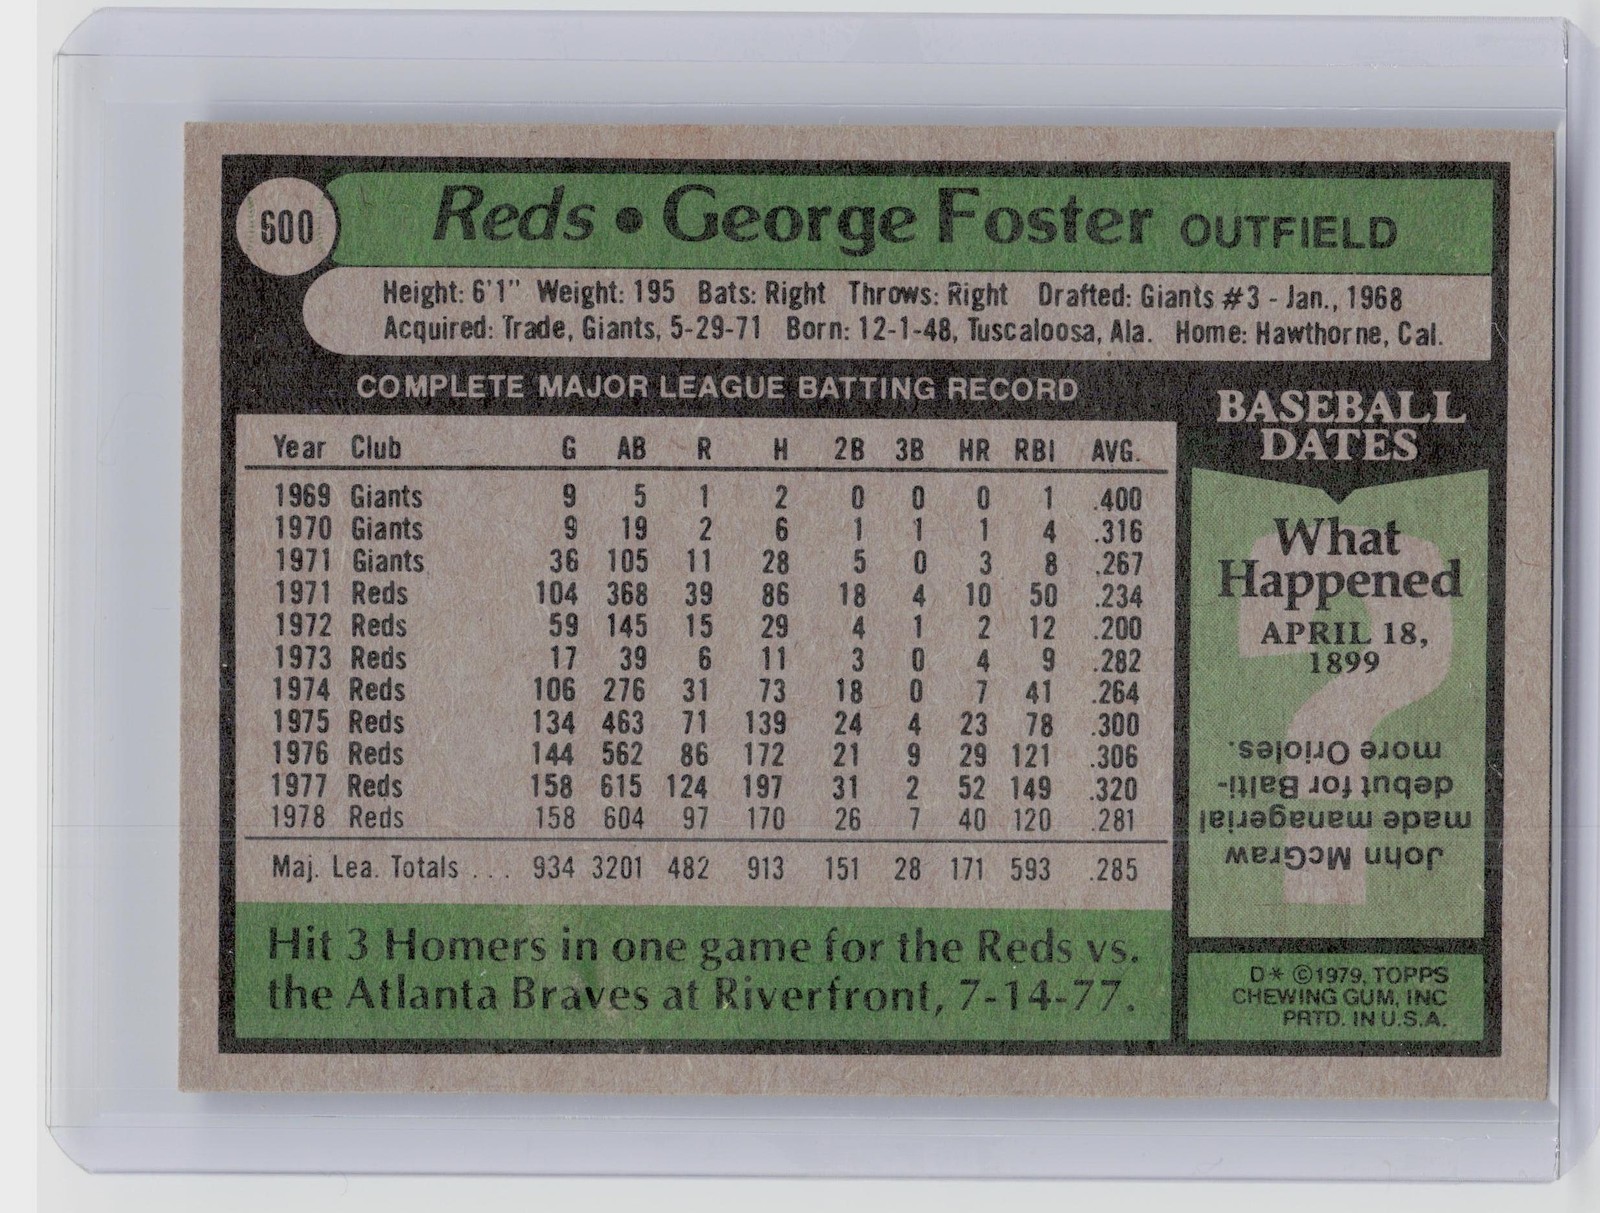 600
Reds • George Foster OUTFIELD
Height: 6'1" Weight: 195 Bats: Right Throws: Right Drafted: Giants #3 - Jan., 1968
Acquired: Trade, Giants, 5-29-71 Born: 12-1-48, Tuscaloosa, Ala. Home: Hawthorne, Cal.
COMPLETE MAJOR LEAGUE BATTING RECORD
Year Club G AB R H 2B 3B HR RBI AVG.
1969 Giants 9 5 1 2 0 0 0 1 .400
1970 Giants 9 19 2 6 1 1 1 4 .316
1971 Giants 36 105 11 28 5 0 3 8 .267
1971 Reds 104 368 39 86 18 4 10 50 .234
1972 Reds 59 145 15 29 4 1 2 12 .200
1973 Reds 17 39 6 11 3 0 4 9 .282
1974 Reds 106 276 31 73 18 0 7 41 .264
1975 Reds 134 463 71 139 24 4 23 78 .300
1976 Reds 144 562 86 172 21 9 29 121 .306
1977 Reds 158 615 124 197 31 2 52 149 .320
1978 Reds 158 604 97 170 26 7 40 120 .281
Maj. Lea. Totals . . . 934 3201 482 913 151 28 171 593 .285
Hit 3 Homers in one game for the Reds vs.
the Atlanta Braves at Riverfront, 7-14-77.
BASEBALL
DATES
What
Happened
APRIL 18,
1899
John McGraw
made managerial
debut for Balti-
more Orioles.
D* ©1979, TOPPS
CHEWING GUM, INC
PRTD. IN U.S.A.